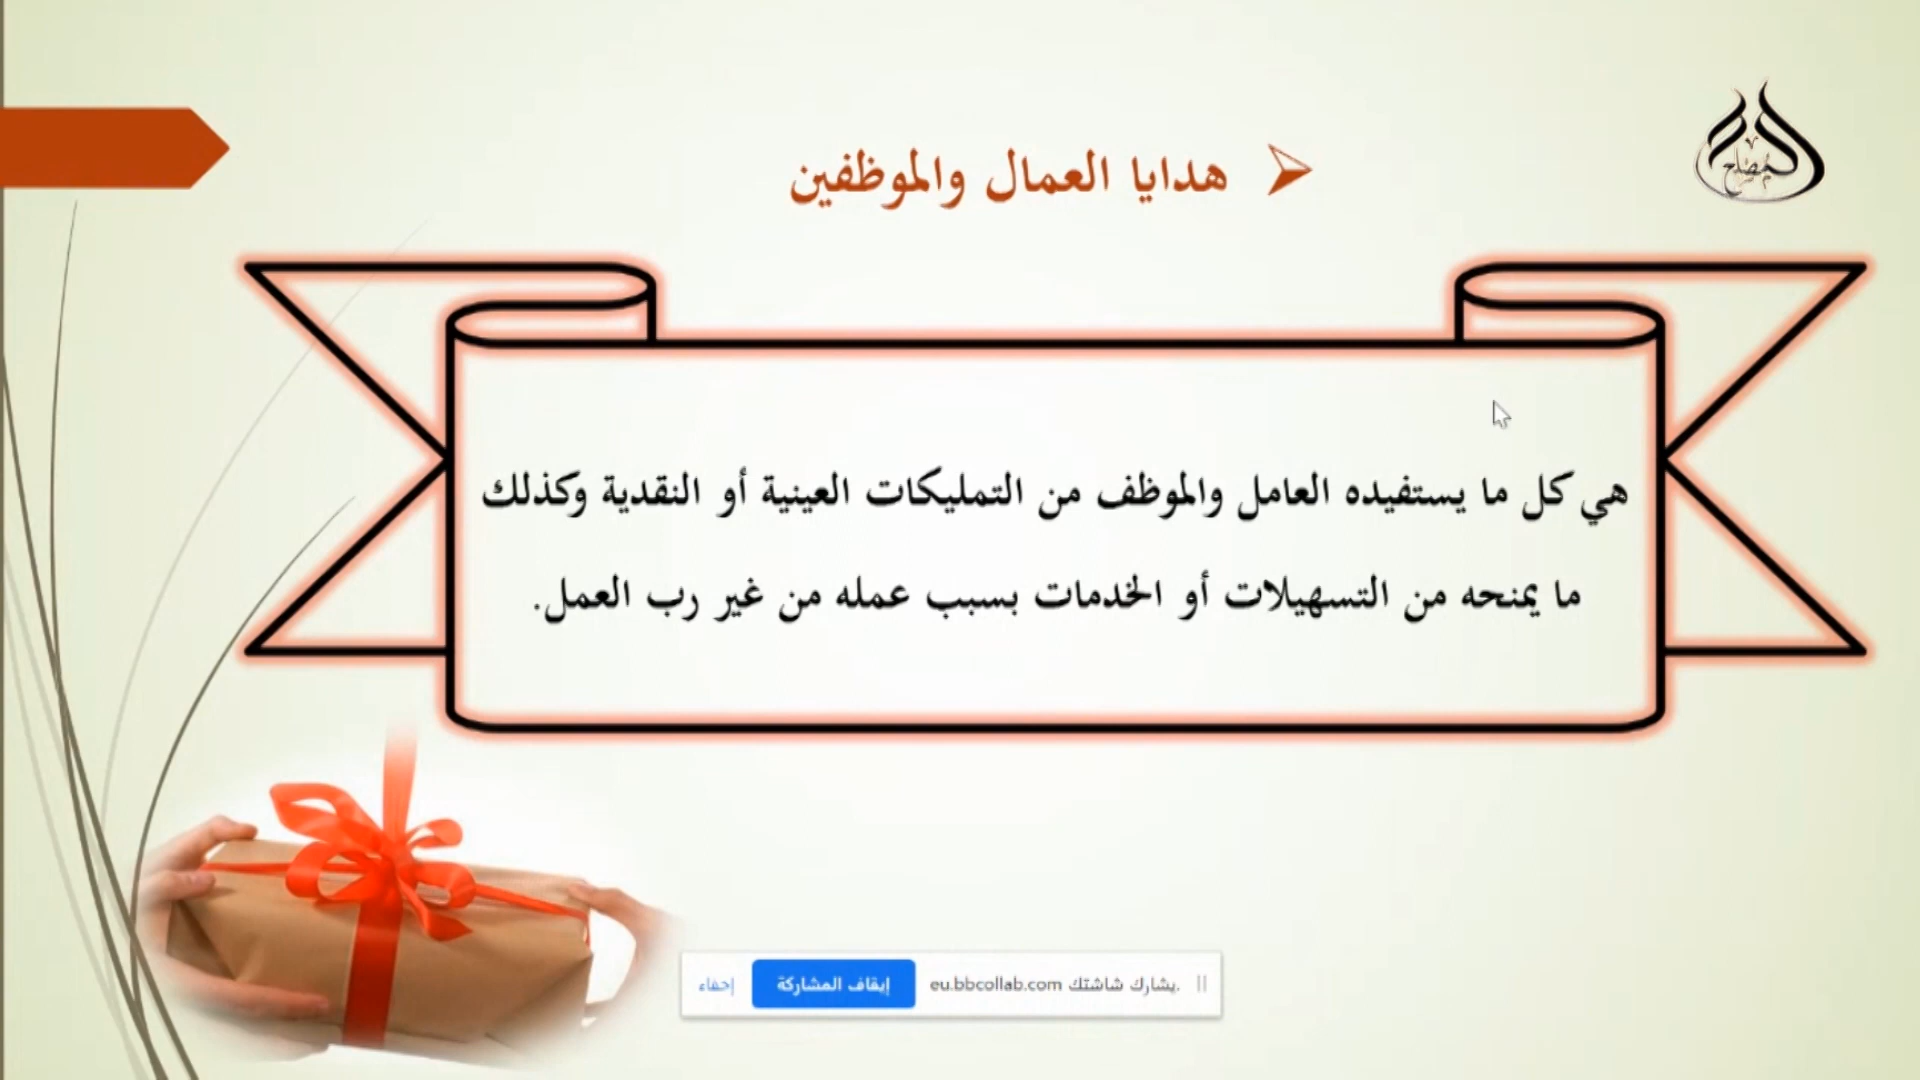 هدايا العمال والموظفين
هي كل ما يستفيده العامل والموظف من التمليكات العينية أو النقدية وكذلك
ما يمنحه من التسهيلات أو الخدمات بسبب عمله من غير رب العمل.
يشارك شاشتك eu.bbcollab.com.
إيقاف المشاركة
إخفاء